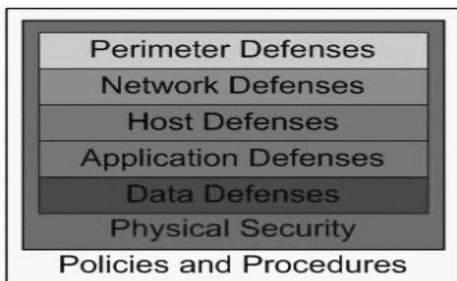 Perimeter Defenses
Network Defenses
Host Defenses
Application Defenses
Data Defenses
Physical Security
Policies and Procedures